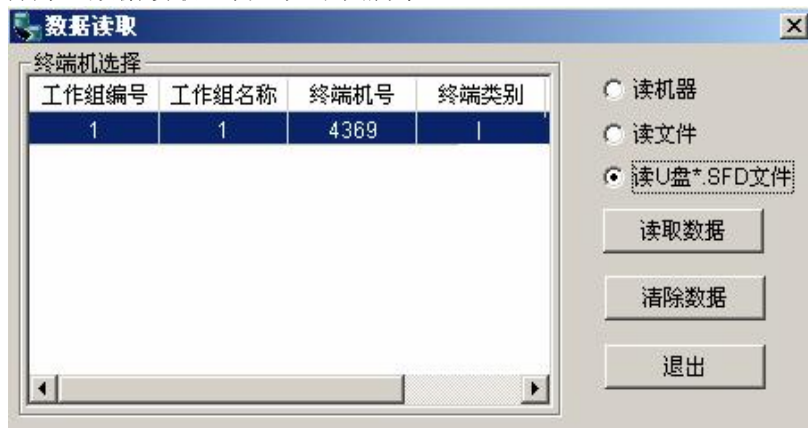 数据读取
终端机选择
工作组编号 工作组名称 终端机号 终端类别
1 1 4369 |
读机器
读文件
读U盘*.SFD文件
读取数据
清除数据
退出